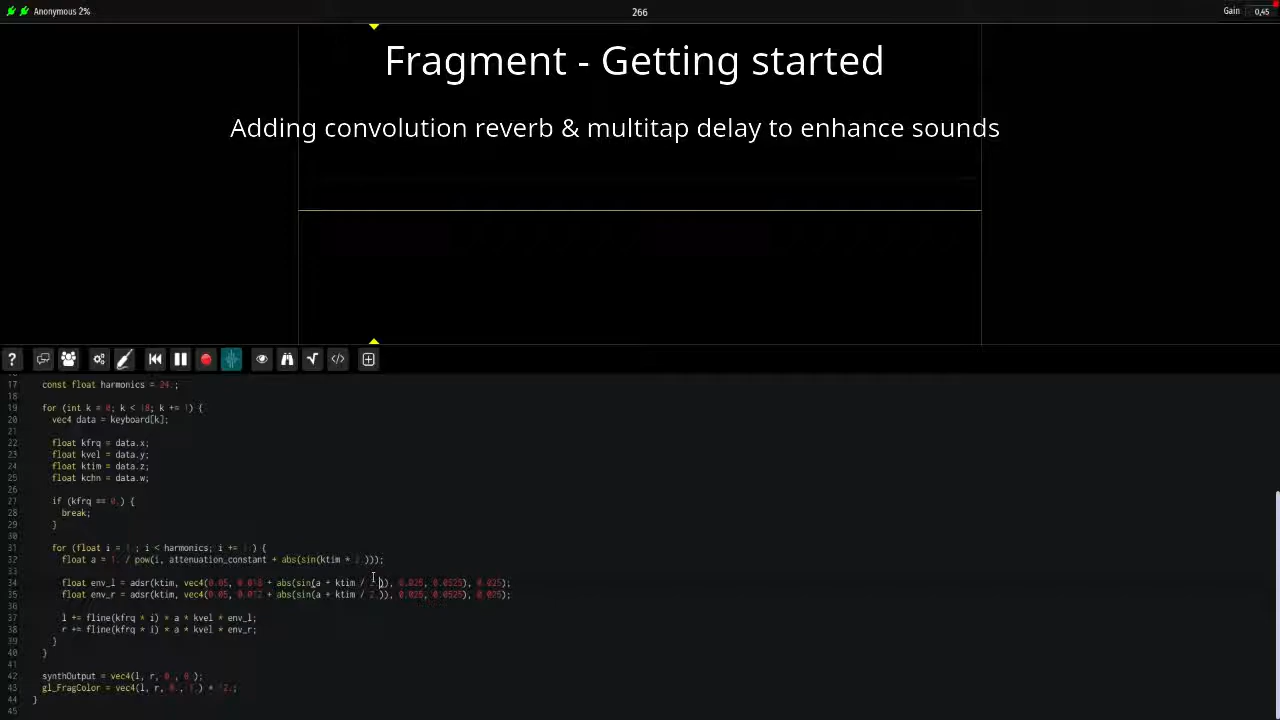 Anonymous 2%
266
Gain 0,45
Fragment - Getting started
Adding convolution reverb & multitap delay to enhance sounds
17 const float harmonics = 24.;
18
19 for (int k = 0; k < 18; k += 1) {
20 vec4 data = keyboard[k];
21
22 float kfrq = data.x;
23 float kvel = data.y;
24 float ktim = data.z;
25 float kchn = data.w;
26
27 if (kfrq == 0.) {
28 break;
29 }
30
31 for (float i = 1.; i < harmonics; i += 1.) {
32 float a = 1. / pow(i, attenuation_constant + abs(sin(ktim * 2.)));
33
34 float env_l = adsr(ktim, vec4(0.05, 0.018 + abs(sin(a + ktim / )), 0.025, 0.0525), 0.025);
35 float env_r = adsr(ktim, vec4(0.05, 0.012 + abs(sin(a + ktim / 2.)), 0.025, 0.0525), 0.025);
36
37 l += fline(kfrq * i) * a * kvel * env_l;
38 r += fline(kfrq * i) * a * kvel * env_r;
39 }
40 }
41
42 synthOutput = vec4(l, r, 0., 0.);
43 gl_FragColor = vec4(l, r, 0., 1.) * 12.;
44 }
45